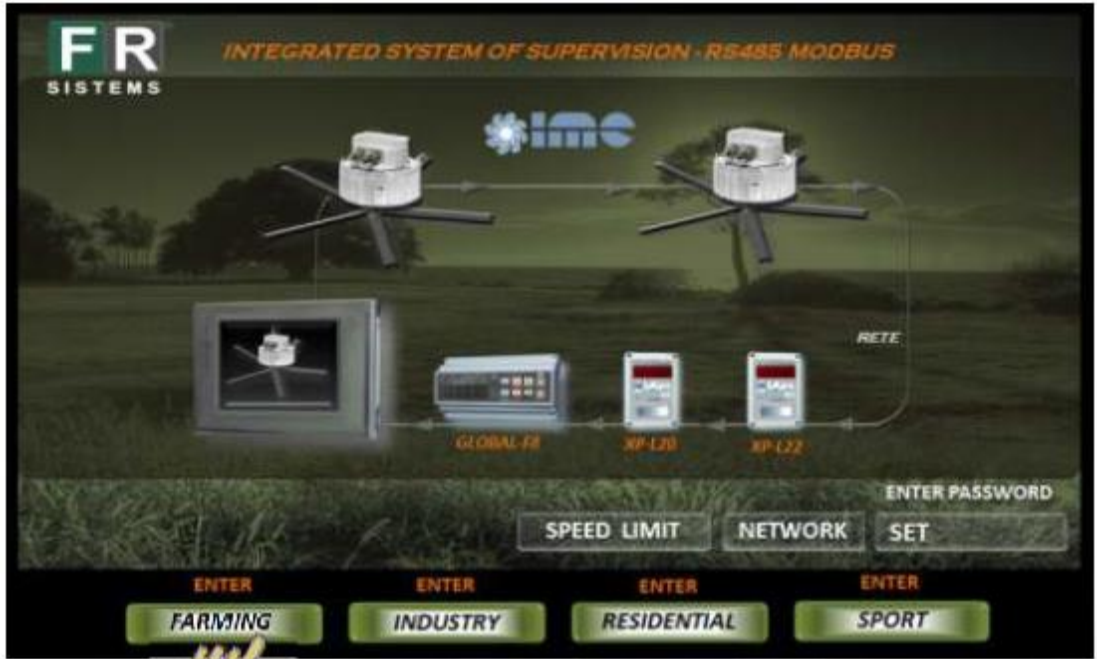 FR
SISTEMS
INTEGRATED SYSTEM OF SUPERVISION - RS485 MODBUS
imc
RETE
GLOBAL-F8
XP-L20
XP-L22
ENTER PASSWORD
SPEED LIMIT
NETWORK
SET
ENTER
ENTER
ENTER
ENTER
FARMING
INDUSTRY
RESIDENTIAL
SPORT